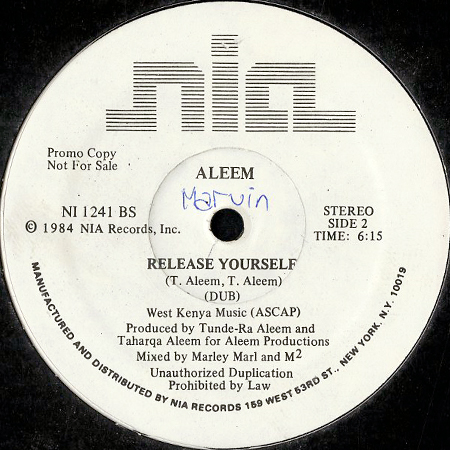 nia
Promo Copy
Not For Sale
ALEEM
Marvin
NI 1241 BS
© 1984 NIA Records, Inc.
STEREO
SIDE 2
TIME: 6:15
RELEASE YOURSELF
(T. Aleem, T. Aleem)
(DUB)
West Kenya Music (ASCAP)
Produced by Tunde-Ra Aleem and
Taharqa Aleem for Aleem Productions
Mixed by Marley Marl and M²
Unauthorized Duplication
Prohibited by Law
MANUFACTURED AND DISTRIBUTED BY NIA RECORDS 159 WEST 53RD ST., NEW YORK, N.Y. 10019